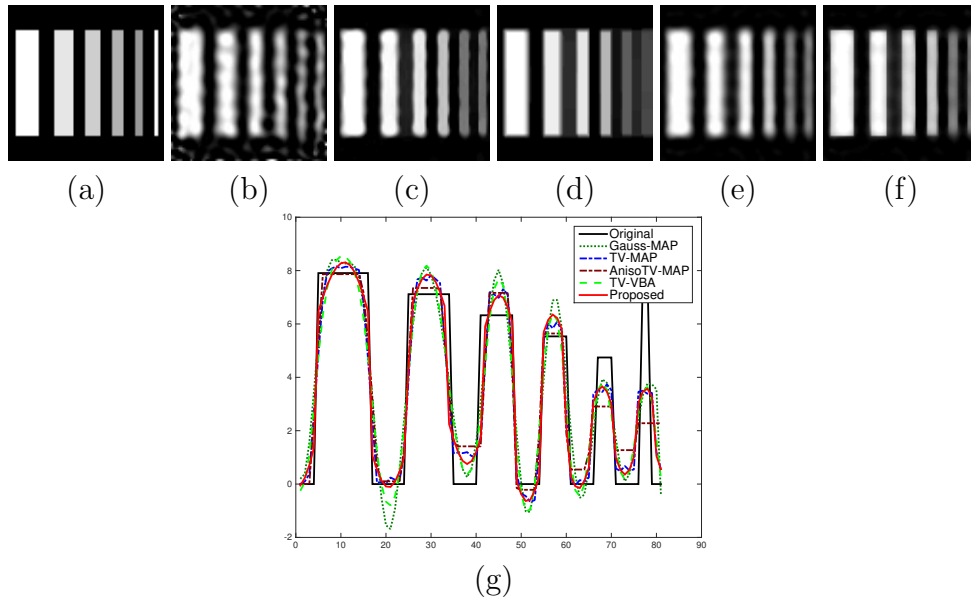 (a) (b) (c) (d) (e) (f)
10
8
6
4
2
0
-2
0 10 20 30 40 50 60 70 80 90
Original
Gauss-MAP
TV-MAP
AnisoTV-MAP
TV-VBA
Proposed
(g)